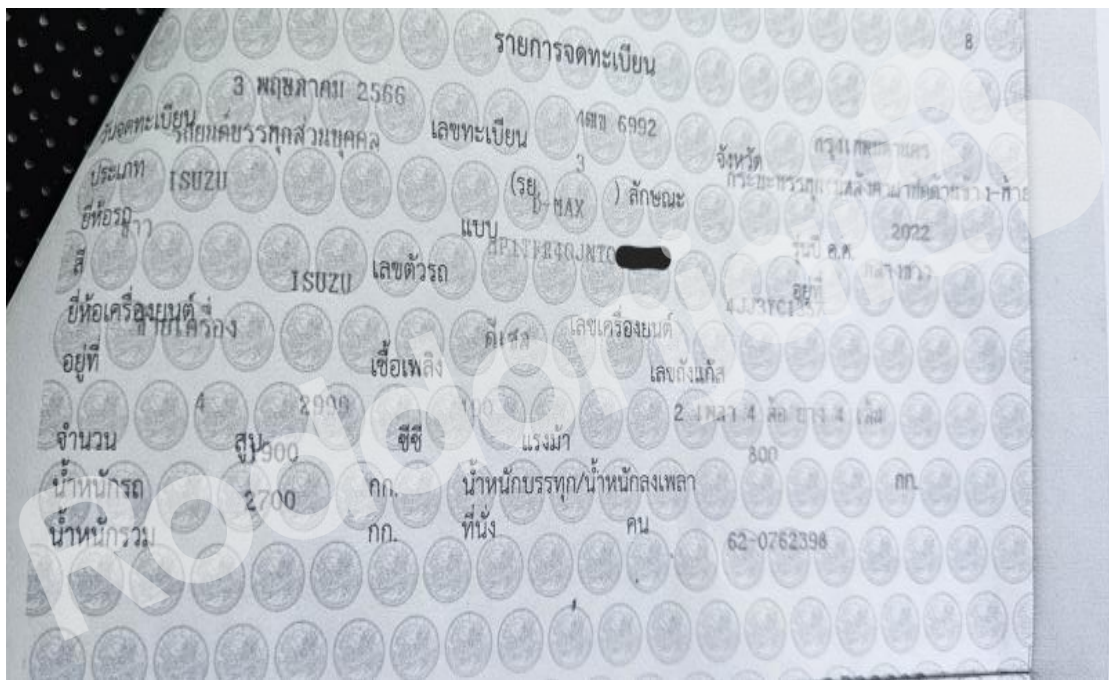 8
รายการจดทะเบียน
3 พฤษภาคม 2566
วันจดทะเบียน เลขทะเบียน 6992 จังหวัด กรุงเทพมหานคร
ประเภท รถยนต์บรรทุกส่วนบุคคล (รย. 3 ) ลักษณะ
ยี่ห้อรถ ISUZU แบบ D-MAX รุ่นปี ค.ศ. 2022
สี ขาว เลขตัวรถ อยู่ที่
ยี่ห้อเครื่องยนต์ ISUZU เลขเครื่องยนต์
อยู่ที่ ซ้ายเครื่อง เชื้อเพลิง ดีเซล เลขถังแก๊ส
จำนวน 4 สูบ 2999 ซีซี แรงม้า 2 เพลา 4 ล้อ ยาง 4 เส้น
น้ำหนักรถ 1900 กก. น้ำหนักบรรทุก/น้ำหนักลงเพลา 800 กก.
น้ำหนักรวม 2700 กก. ที่นั่ง คน
62-0762398